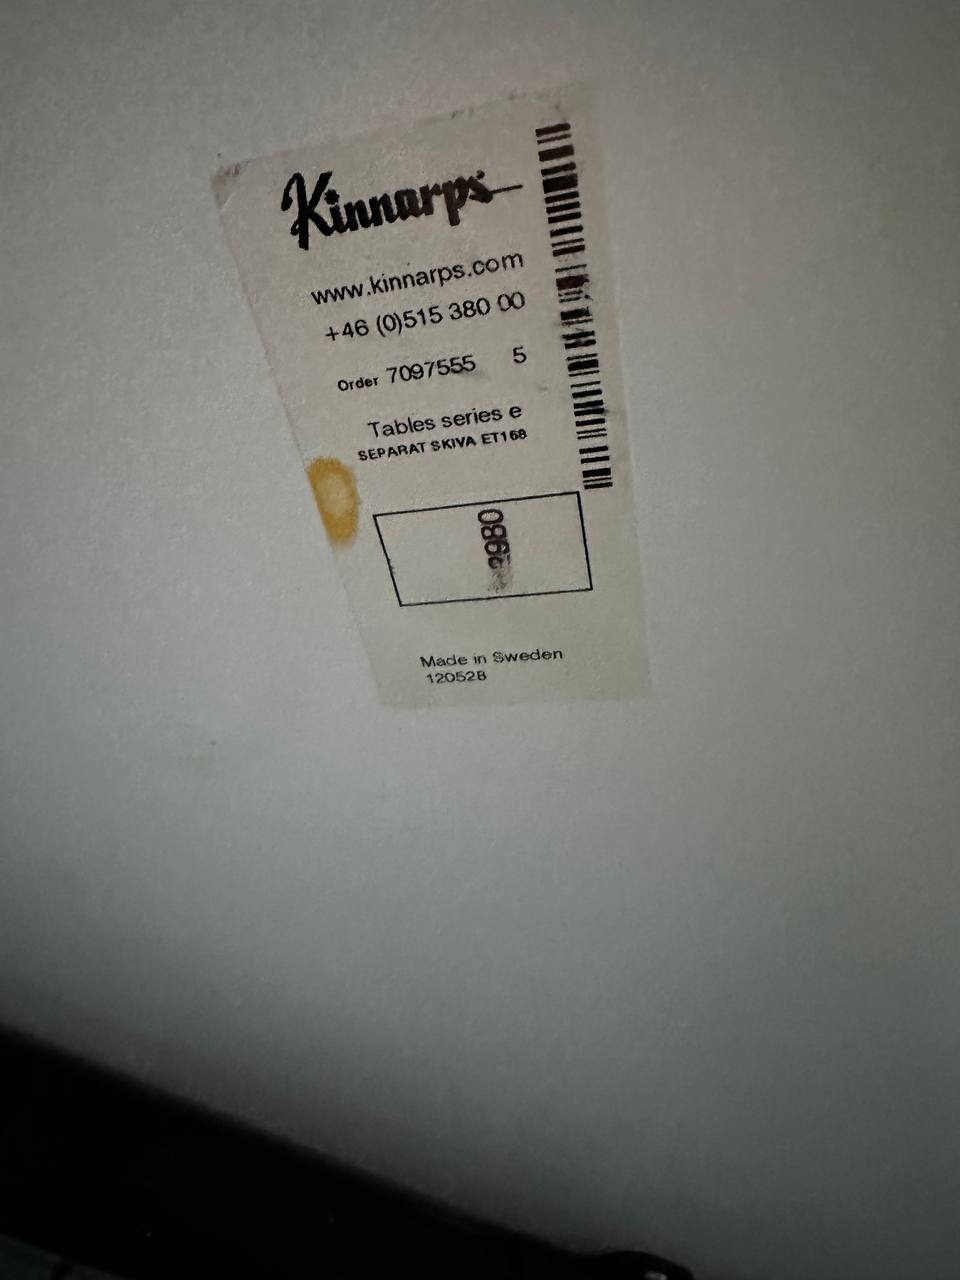 Kinnarps
www.kinnarps.com
+46 (0)515 380 00
Order 7097555 5
Tables series e
SEPARAT SKIVA ET168
Made in Sweden
120528